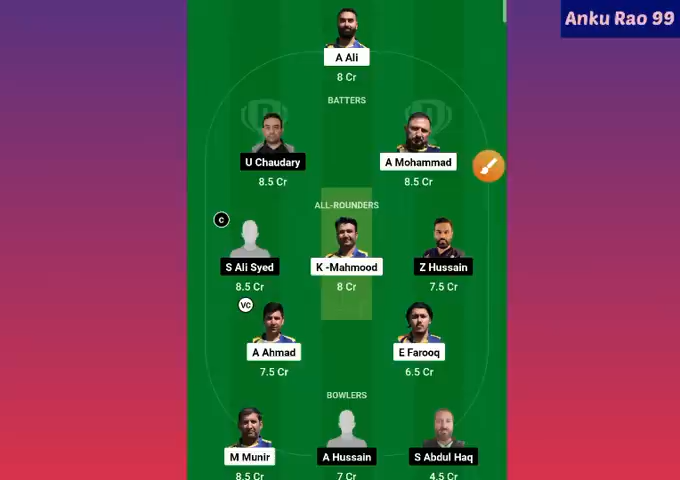 Anku Rao 99
A Ali
8 Cr
BATTERS
U Chaudary
A Mohammad
8.5 Cr
8.5 Cr
ALL-ROUNDERS
C
S Ali Syed
K -Mahmood
Z Hussain
8.5 Cr
8 Cr
7.5 Cr
VC
A Ahmad
E Farooq
7.5 Cr
6.5 Cr
BOWLERS
M Munir
A Hussain
S Abdul Haq
8.5 Cr
7 Cr
4.5 Cr